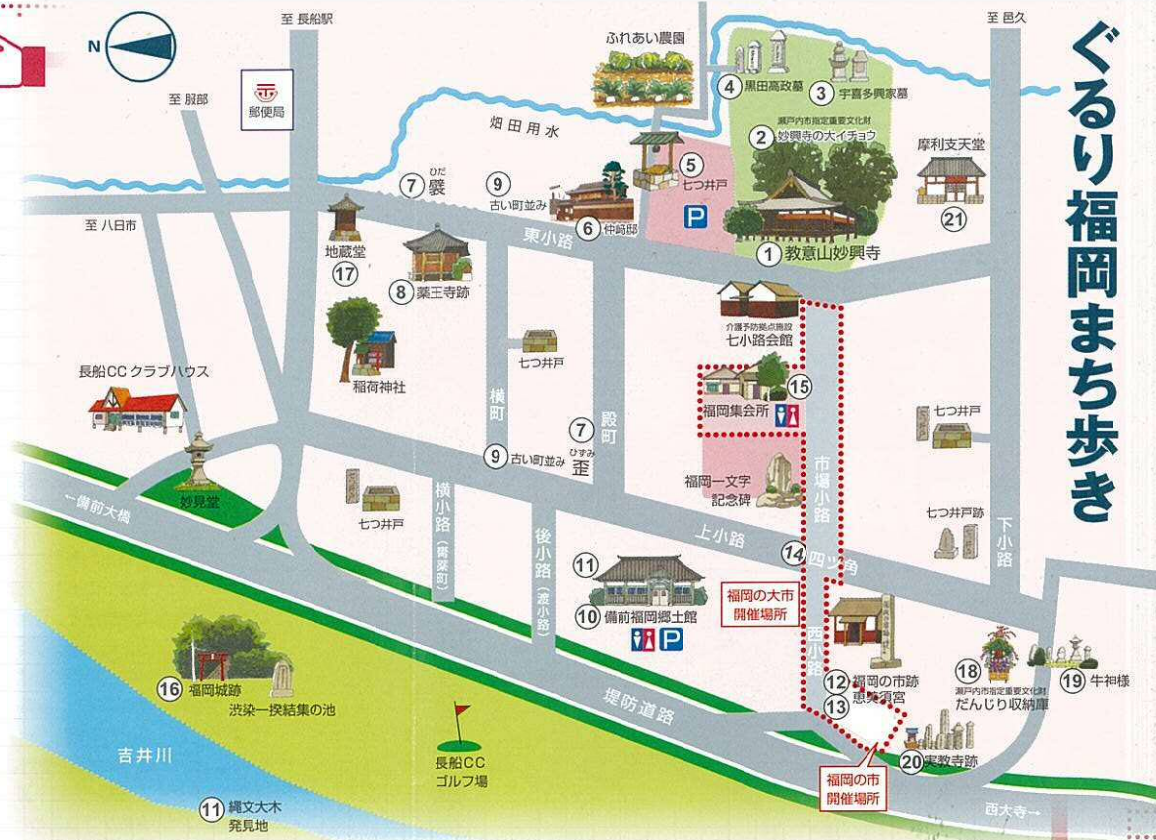 ぐるり福岡まち歩き
N
至 長船駅
至 邑久
至 服部
郵便局
畑田用水
ふれあい農園
④
黒田高政墓
③
宇喜多興家墓
瀬戸内市指定重要文化財
②
妙興寺の大イチョウ
摩利支天堂
㉑
⑤
七つ井戸
P
⑦
ひだ
襞
⑨
古い町並み
⑥
仲﨑邸
至 八日市
東小路
①
教意山妙興寺
地蔵堂
⑰
⑧
薬王寺跡
介護予防拠点施設
七小路会館
七つ井戸
稲荷神社
長船CC クラブハウス
横町
殿町
⑮
福岡集会所
七つ井戸
⑦
ひずみ
歪
⑨
古い町並み
市場小路
福岡一文字
記念碑
妙見堂
←備前大橋
七つ井戸
横小路
後小路
上小路
⑭
四ツ角
七つ井戸跡
下小路
⑪
⑩
備前福岡郷土館
P
福岡の大市
開催場所
西小路
⑫
福岡の市跡
⑬
恵美須宮
⑱
瀬戸内市指定重要文化財
だんじり収納庫
⑲
牛神様
⑯
福岡城跡
渋染一揆結集の池
堤防道路
⑳
実教寺跡
吉井川
長船CC
ゴルフ場
福岡の市
開催場所
西大寺→
⑪
縄文大木
発見地